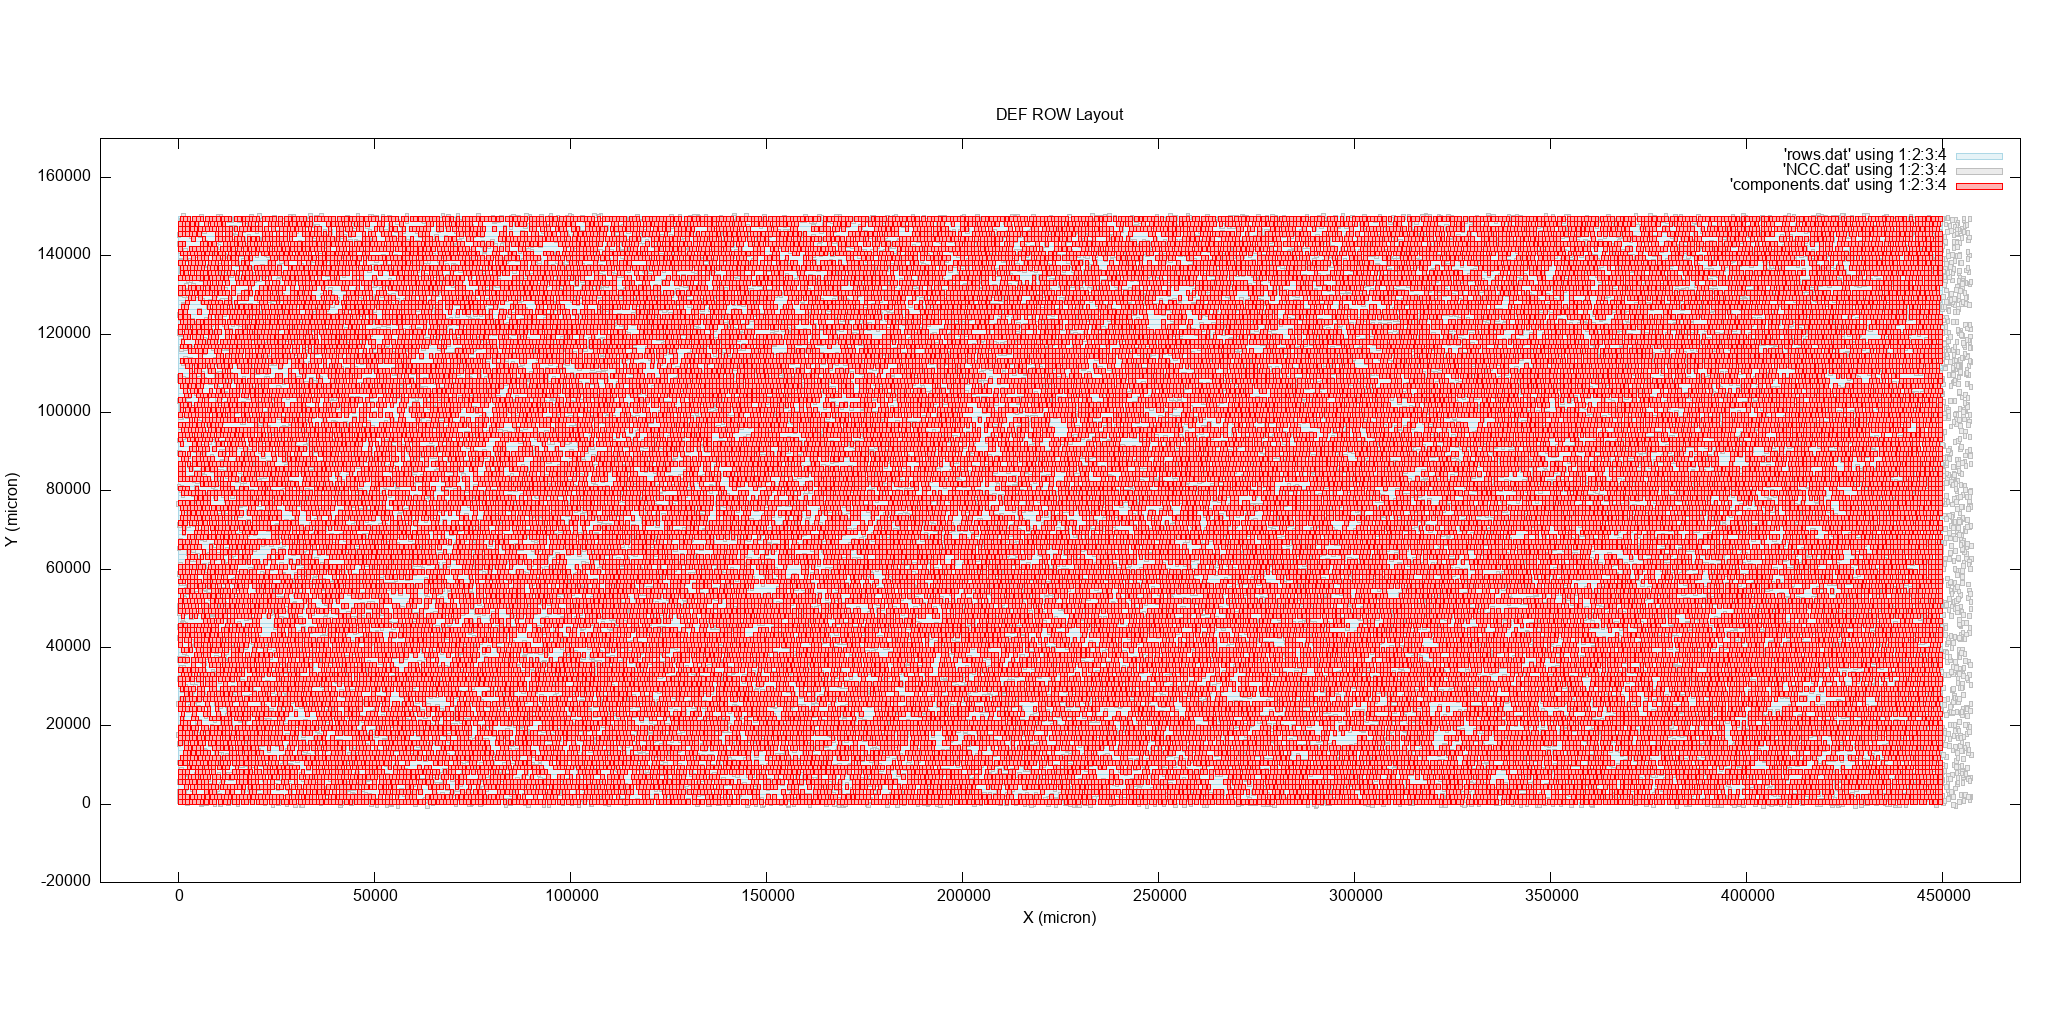 DEF ROW Layout
'rows.dat' using 1:2:3:4
'NCC.dat' using 1:2:3:4
'components.dat' using 1:2:3:4
160000
140000
120000
100000
80000
60000
40000
20000
0
-20000
Y (micron)
0 50000 100000 150000 200000 250000 300000 350000 400000 450000
X (micron)